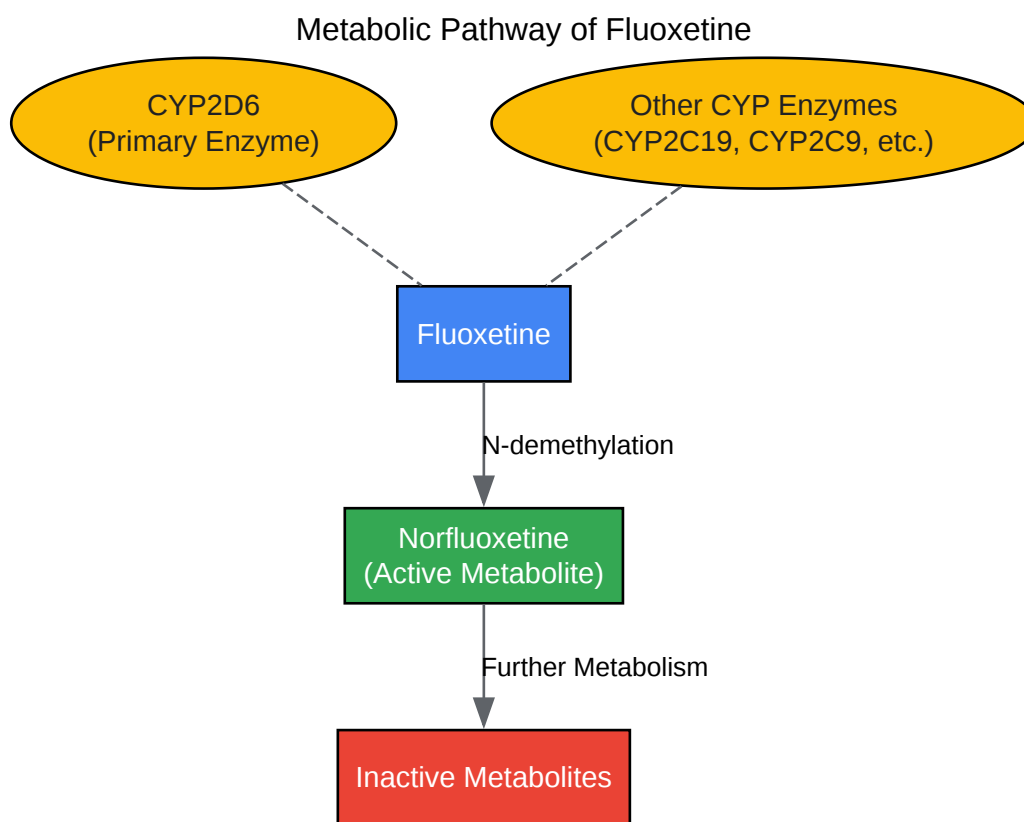 Metabolic Pathway of Fluoxetine
CYP2D6
(Primary Enzyme)
Other CYP Enzymes
(CYP2C19, CYP2C9, etc.)
Fluoxetine
N-demethylation
Norfluoxetine
(Active Metabolite)
Further Metabolism
Inactive Metabolites